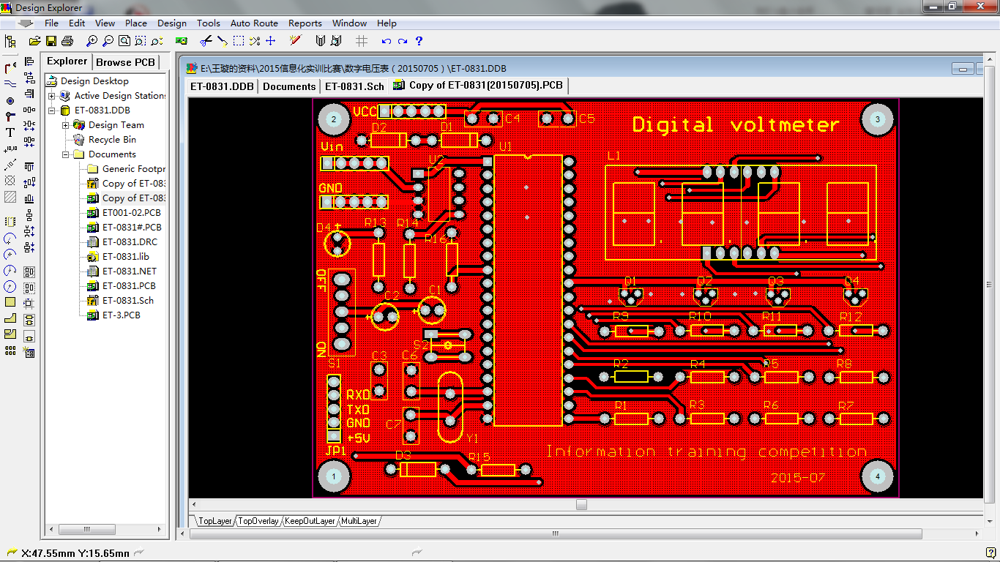 Design Explorer
File Edit View Place Design Tools Auto Route Reports Window Help
Explorer Browse PCB
Design Desktop
Active Design Stations
ET-0831.DDB
Design Team
Recycle Bin
Documents
Generic Footpr
Copy of ET-083
Copy of ET-083
ET001-02.PCB
ET-0831#.PCB
ET-0831.DRC
ET-0831.lib
ET-0831.NET
ET-0831.PCB
ET-0831.Sch
ET-3.PCB
E:\王璇的资料\2015信息化实训比赛\数字电压表（20150705）\ET-0831.DDB
ET-0831.DDB Documents ET-0831.Sch Copy of ET-0831(20150705).PCB
2 VCC C4 C5 3
Digital voltmeter
D2 D1
Vin U2 U1 L1
GND
D4 + R13 R14 R16
OFF
C2 C1 Q1 Q2 Q3 Q4
+ +
R9 R10 R11 R12
ON S2
S1 C3 C6 R2 R4 R5 R8
RXD
TXD
GND C7 R1 R3 R6 R7
+5V Y1
JP1 Information training competition
D3 R15
1 2015-07 4
TopLayer TopOverlay KeepOutLayer MultiLayer
X:47.55mm Y:15.65mm